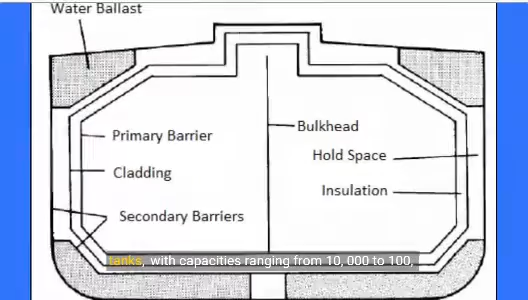 Water Ballast
Bulkhead
Primary Barrier
Hold Space
Cladding
Insulation
Secondary Barriers
tanks, with capacities ranging from 10, 000 to 100,